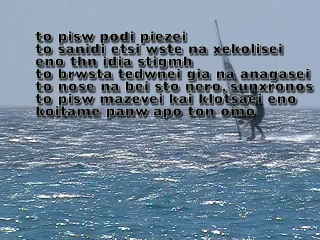 to pisw podi piezei
to sanidi etsi wste na xekolisei
eno thn idia stigmh
to brwsta tedwnei gia na anagasei
to nose na bei sto nero, sunxronos
to pisw mazevei kai klotsaei eno
koitame panw apo ton omo